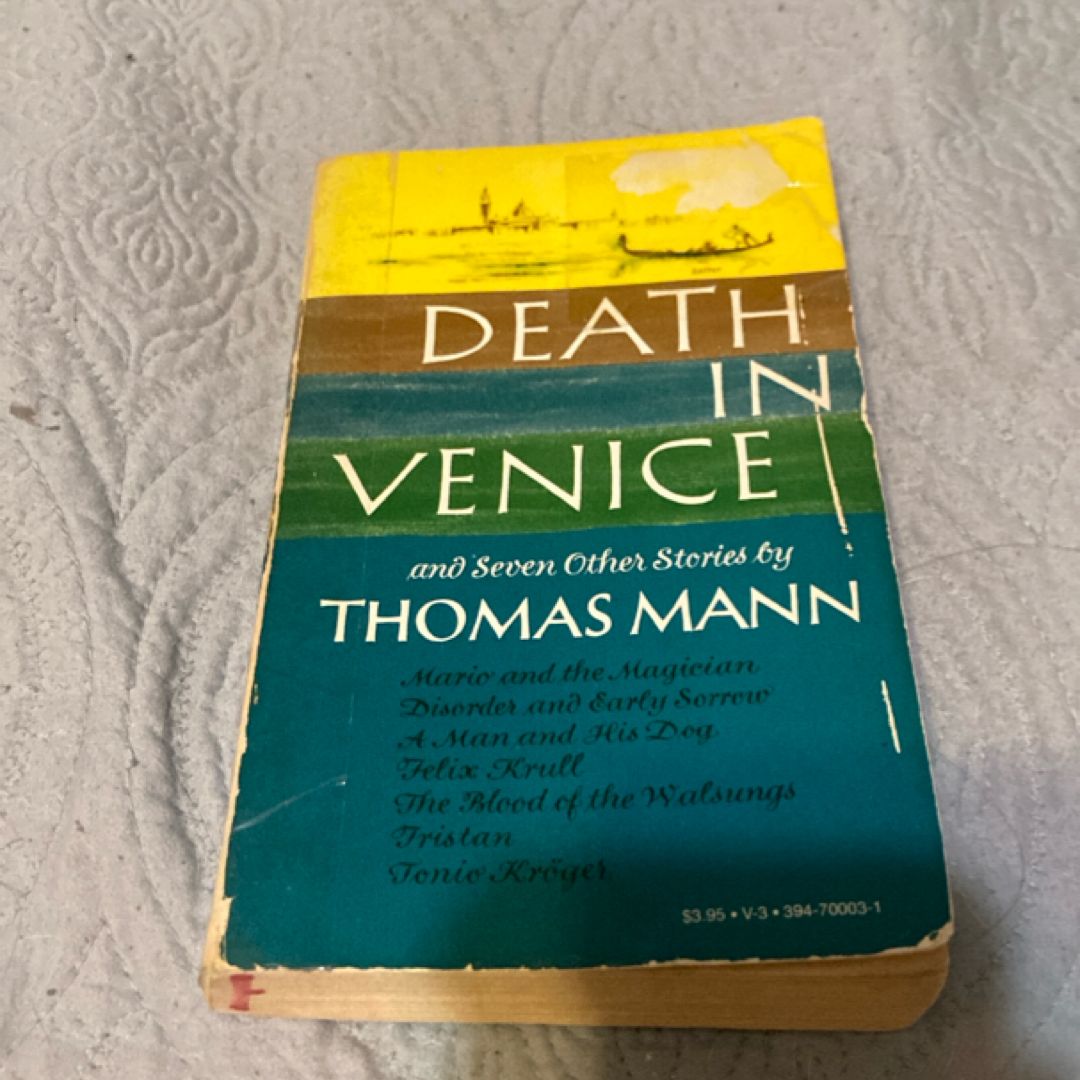 DEATH
IN
VENICE
and Seven Other Stories by
THOMAS MANN
Mario and the Magician
Disorder and Early Sorrow
A Man and His Dog
Felix Krull
The Blood of the Walsungs
Tristan
Tonio Kröger
$3.95 • V-3 • 394-70003-1